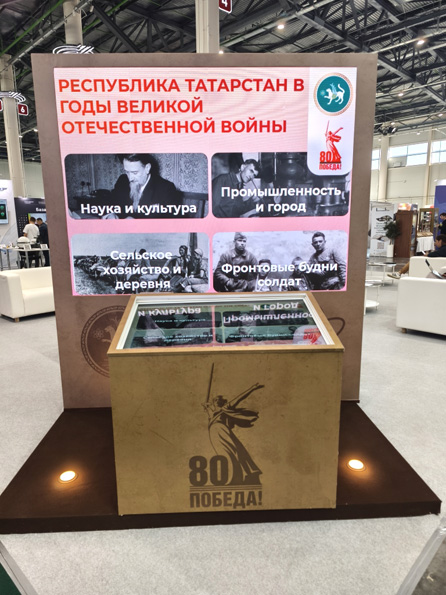 РЕСПУБЛИКА ТАТАРСТАН В
ГОДЫ ВЕЛИКОЙ
ОТЕЧЕСТВЕННОЙ ВОЙНЫ
80
ПОБЕДА!
Наука и культура
Промышленность
и город
Сельское
хозяйство и
деревня
Фронтовые будни
солдат
80
ПОБЕДА!